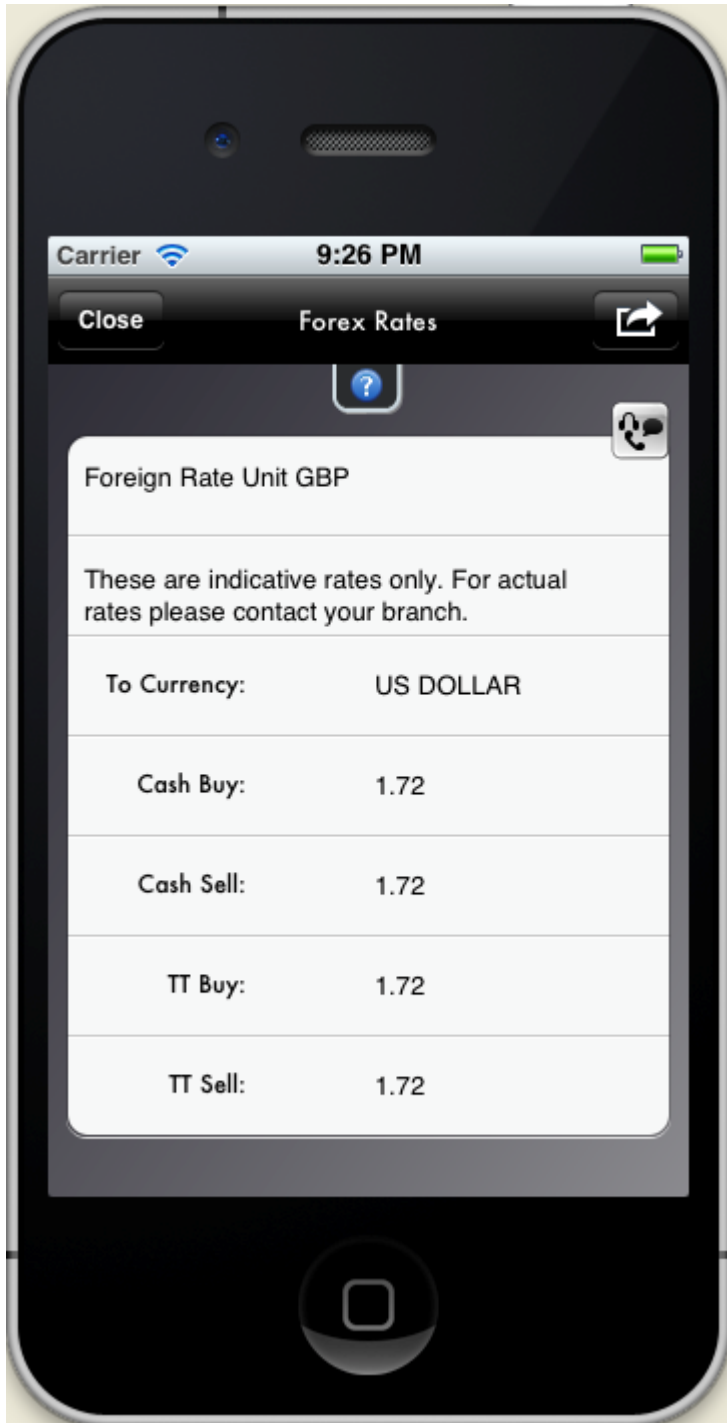 Carrier 9:26 PM
Close Forex Rates
?
Foreign Rate Unit GBP
These are indicative rates only. For actual
rates please contact your branch.
To Currency: US DOLLAR
Cash Buy: 1.72
Cash Sell: 1.72
TT Buy: 1.72
TT Sell: 1.72